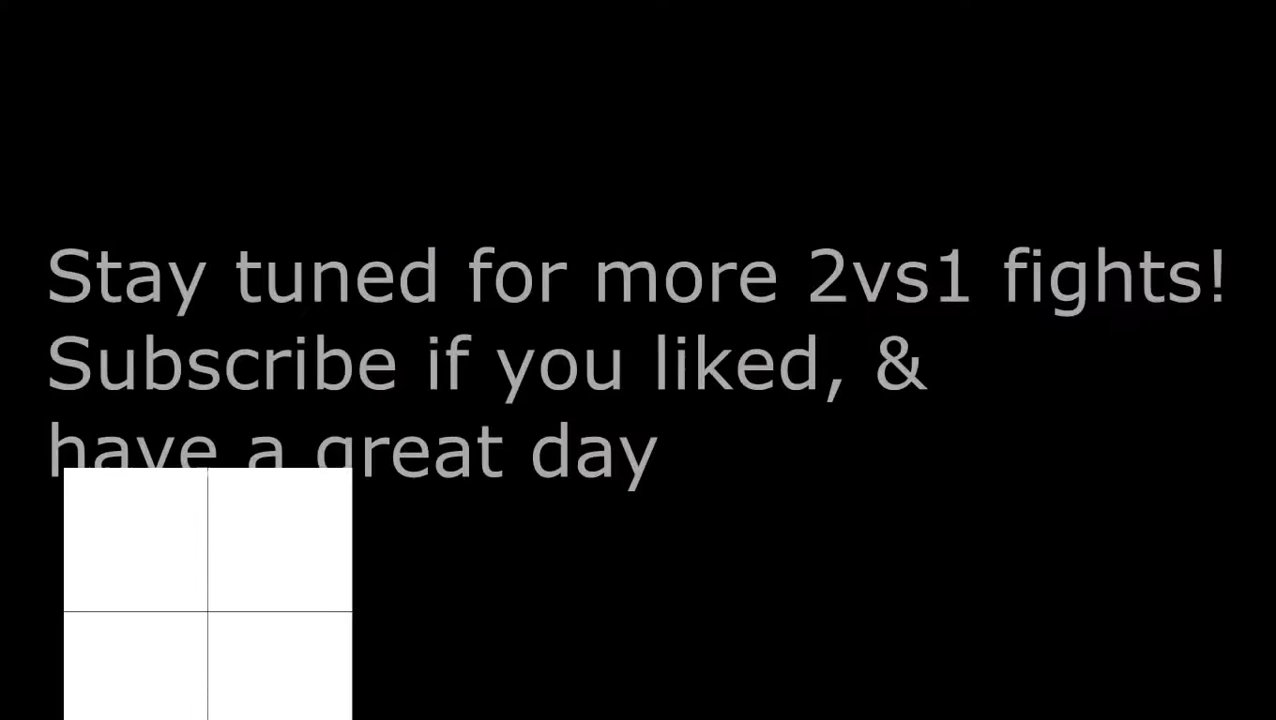 Stay tuned for more 2vs1 fights!
Subscribe if you liked, &
have a great day